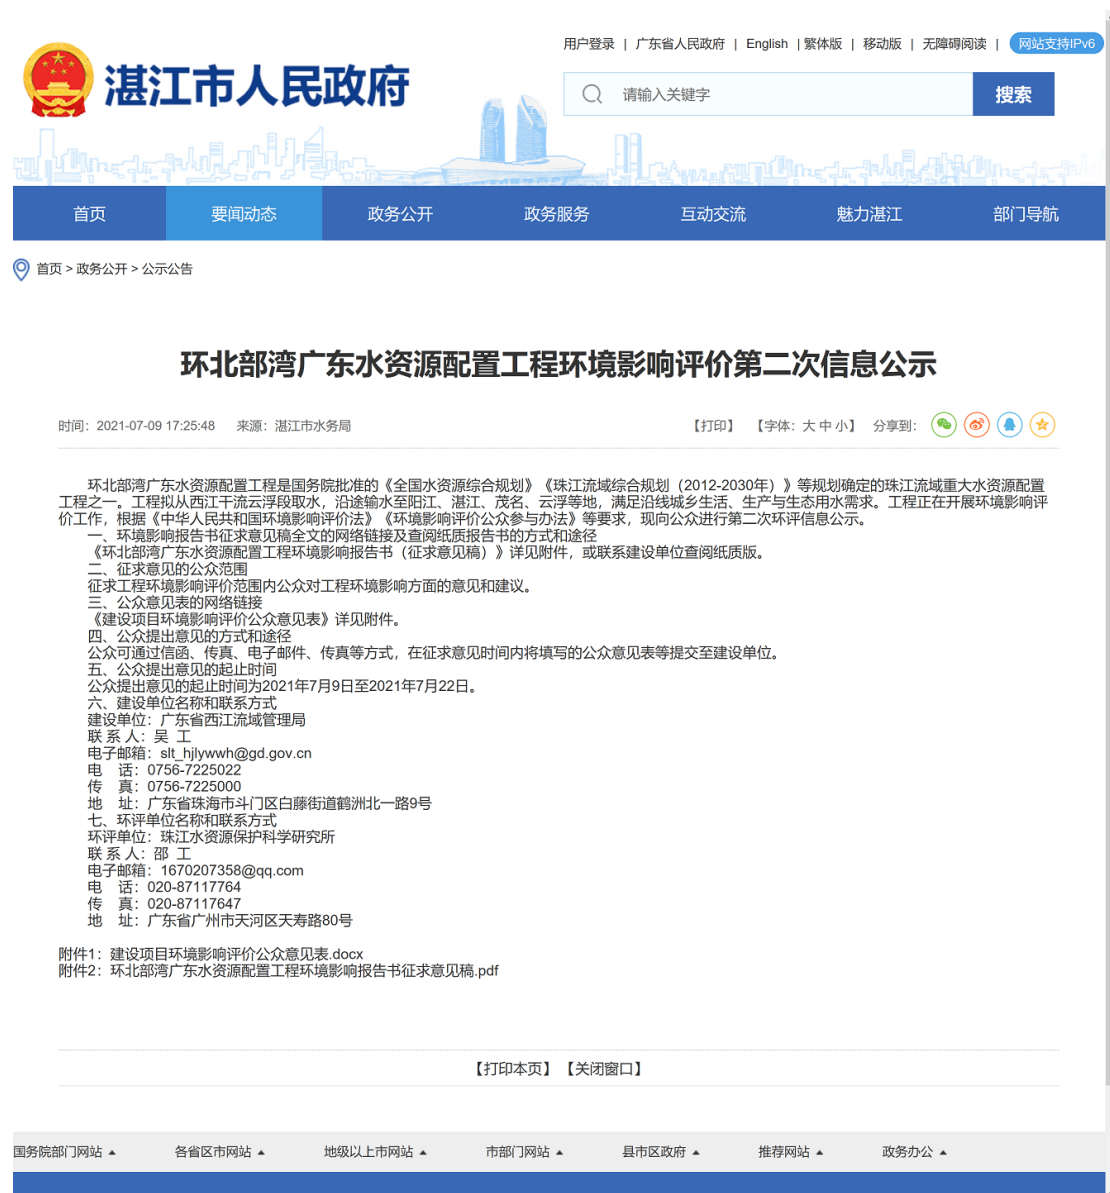 用户登录 | 广东省人民政府 | English | 繁体版 | 移动版 | 无障碍阅读 | 网站支持IPv6
湛江市人民政府
请输入关键字 搜索
首页 要闻动态 政务公开 政务服务 互动交流 魅力湛江 部门导航
首页 > 政务公开 > 公示公告
环北部湾广东水资源配置工程环境影响评价第二次信息公示
时间：2021-07-09 17:25:48 来源：湛江市水务局 【打印】 【字体：大 中 小】 分享到：
环北部湾广东水资源配置工程是国务院批准的《全国水资源综合规划》《珠江流域综合规划（2012-2030年）》等规划确定的珠江流域重大水资源配置
工程之一。工程拟从西江干流云浮段取水，沿途输水至阳江、湛江、茂名、云浮等地，满足沿线城乡生活、生产与生态用水需求。工程正在开展环境影响评
价工作，根据《中华人民共和国环境影响评价法》《环境影响评价公众参与办法》等要求，现向公众进行第二次环评信息公示。
一、环境影响报告书征求意见稿全文的网络链接及查阅纸质报告书的方式和途径
《环北部湾广东水资源配置工程环境影响报告书（征求意见稿）》详见附件，或联系建设单位查阅纸质版。
二、征求意见的公众范围
征求工程环境影响评价范围内公众对工程环境影响方面的意见和建议。
三、公众意见表的网络链接
《建设项目环境影响评价公众意见表》详见附件。
四、公众提出意见的方式和途径
公众可通过信函、传真、电子邮件、传真等方式，在征求意见时间内将填写的公众意见表等提交至建设单位。
五、公众提出意见的起止时间
公众提出意见的起止时间为2021年7月9日至2021年7月22日。
六、建设单位名称和联系方式
建设单位：广东省西江流域管理局
联 系 人：吴 工
电子邮箱：slt_hjlywwh@gd.gov.cn
电 话：0756-7225022
传 真：0756-7225000
地 址：广东省珠海市斗门区白藤街道鹤洲北一路9号
七、环评单位名称和联系方式
环评单位：珠江水资源保护科学研究所
联 系 人：邵 工
电子邮箱：1670207358@qq.com
电 话：020-87117764
传 真：020-87117647
地 址：广东省广州市天河区天寿路80号
附件1：建设项目环境影响评价公众意见表.docx
附件2：环北部湾广东水资源配置工程环境影响报告书征求意见稿.pdf
【打印本页】 【关闭窗口】
国务院部门网站 各省区市网站 地级以上市网站 市部门网站 县市区政府 推荐网站 政务办公